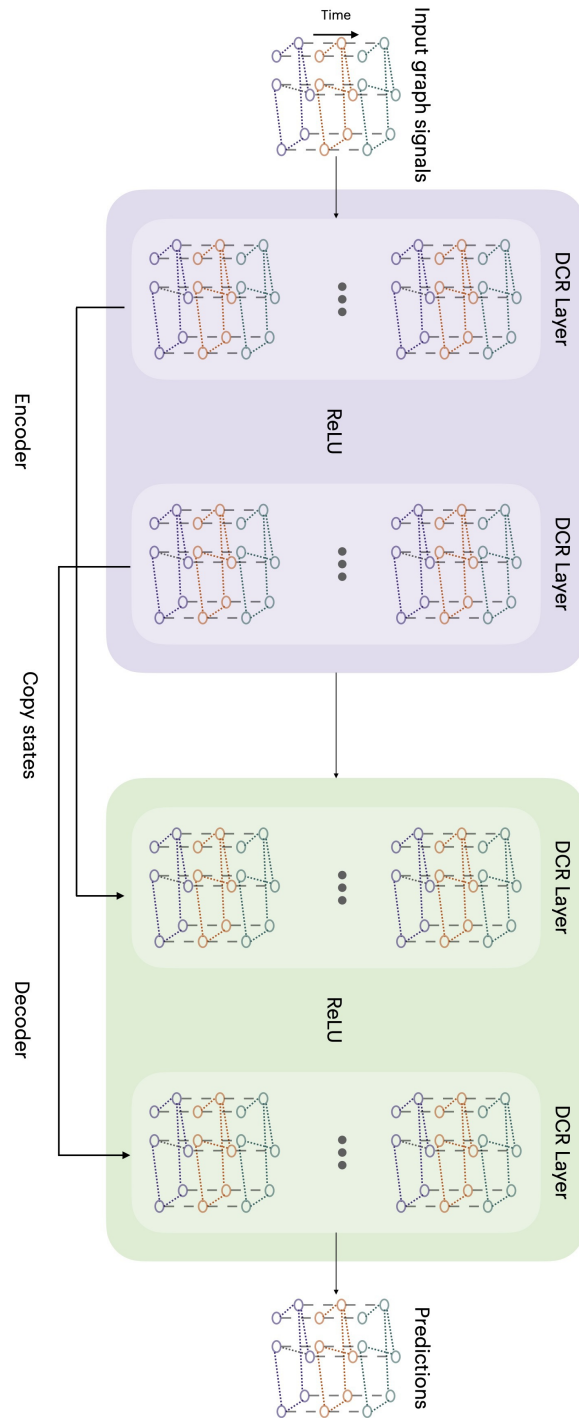 Time
Input graph signals
DCR Layer
ReLU
DCR Layer
Encoder
Copy states
DCR Layer
ReLU
DCR Layer
Decoder
Predictions